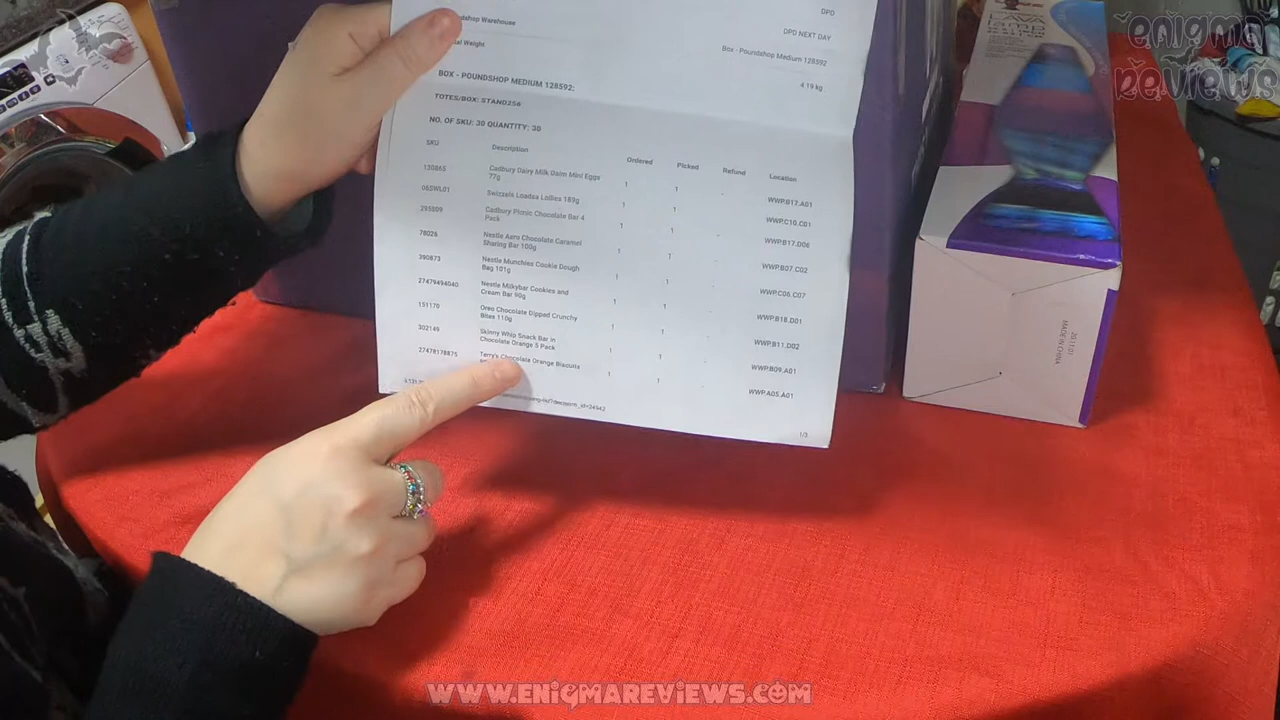 enigma
Reviews
DPD
dshop Warehouse
DPD NEXT DAY
al Weight
Box - Poundshop Medium 128592
4.19 kg
BOX - POUNDSHOP MEDIUM 128592:
TOTES/BOX: STAND256
NO. OF SKU: 30 QUANTITY: 30
SKU Description Ordered Picked Refund Location
130865 Cadbury Dairy Milk Daim Mini Eggs 1 1 - WWP.B17.A01
77g
06SWL01 Swizzels Loadsa Lollies 189g 1 1 - WWP.C10.C01
295809 Cadbury Picnic Chocolate Bar 4 1 1 - WWP.B17.D06
Pack
78026 Nestle Aero Chocolate Caramel 1 1 - WWP.B07.C02
Sharing Bar 100g
390873 Nestle Munchies Cookie Dough 1 1 - WWP.C06.C07
Bag 101g
27479494040 Nestle Milkybar Cookies and 1 1 - WWP.B18.D01
Cream Bar 90g
151170 Oreo Chocolate Dipped Crunchy 1 1 - WWP.B11.D02
Bites 110g
302149 Skinny Whip Snack Bar in 1 1 - WWP.B09.A01
Chocolate Orange 5 Pack
27478178875 Terry's Chocolate Orange Biscuits 1 1 - WWP.A05.A01
1/3
LAVA
MADE IN CHINA
WWW.ENIGMAREVIEWS.COM